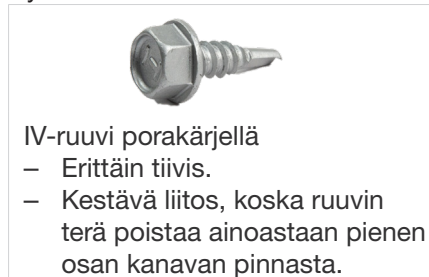 IV-ruuvi porakärjellä
– Erittäin tiivis.
– Kestävä liitos, koska ruuvin
terä poistaa ainoastaan pienen
osan kanavan pinnasta.